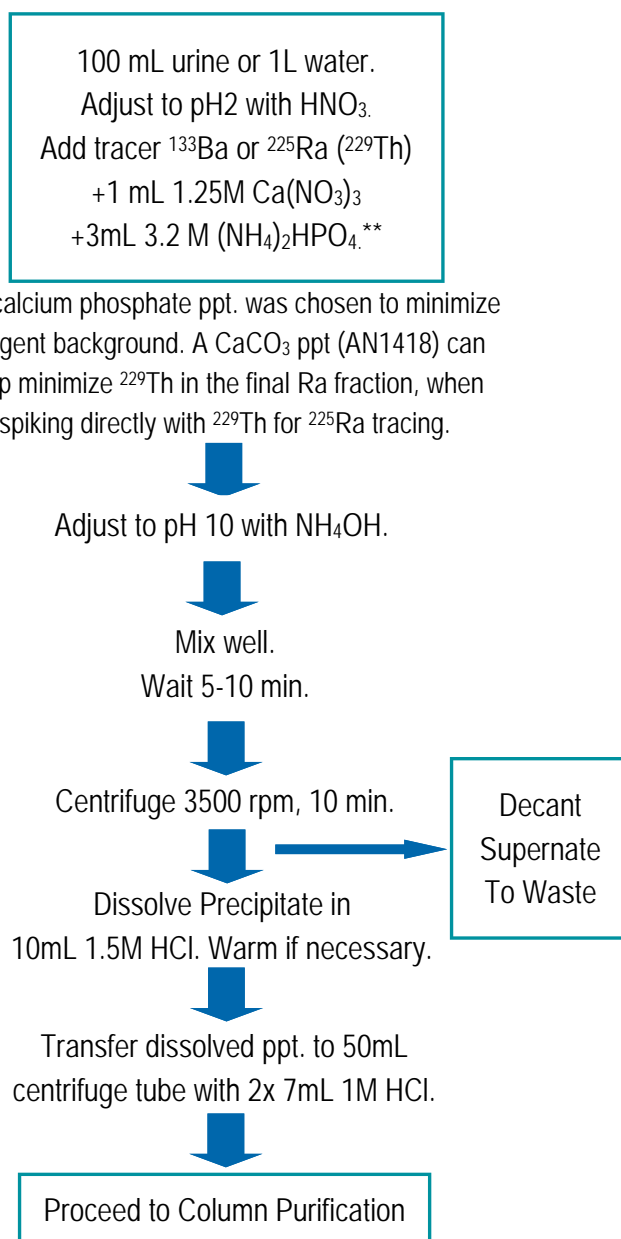 100 mL urine or 1L water.
Adjust to pH2 with HNO₃.
Add tracer ¹³³Ba or ²²⁵Ra (²²⁹Th)
+1 mL 1.25M Ca(NO₃)₃
+3mL 3.2 M (NH₄)₂HPO₄.**
calcium phosphate ppt. was chosen to minimize
gent background. A CaCO₃ ppt (AN1418) can
p minimize ²²⁹Th in the final Ra fraction, when
spiking directly with ²²⁹Th for ²²⁵Ra tracing.
Adjust to pH 10 with NH₄OH.
Mix well.
Wait 5-10 min.
Centrifuge 3500 rpm, 10 min.
Decant
Supernate
To Waste
Dissolve Precipitate in
10mL 1.5M HCl. Warm if necessary.
Transfer dissolved ppt. to 50mL
centrifuge tube with 2x 7mL 1M HCl.
Proceed to Column Purification